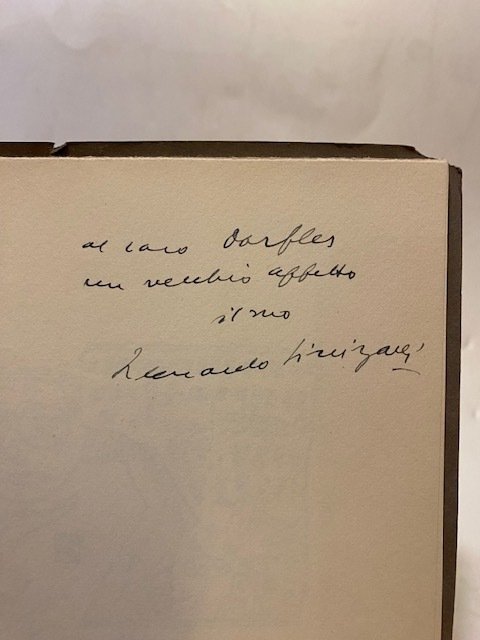 al caro Dorfles
un vecchio affetto
il suo
Leonardo Sinisgalli